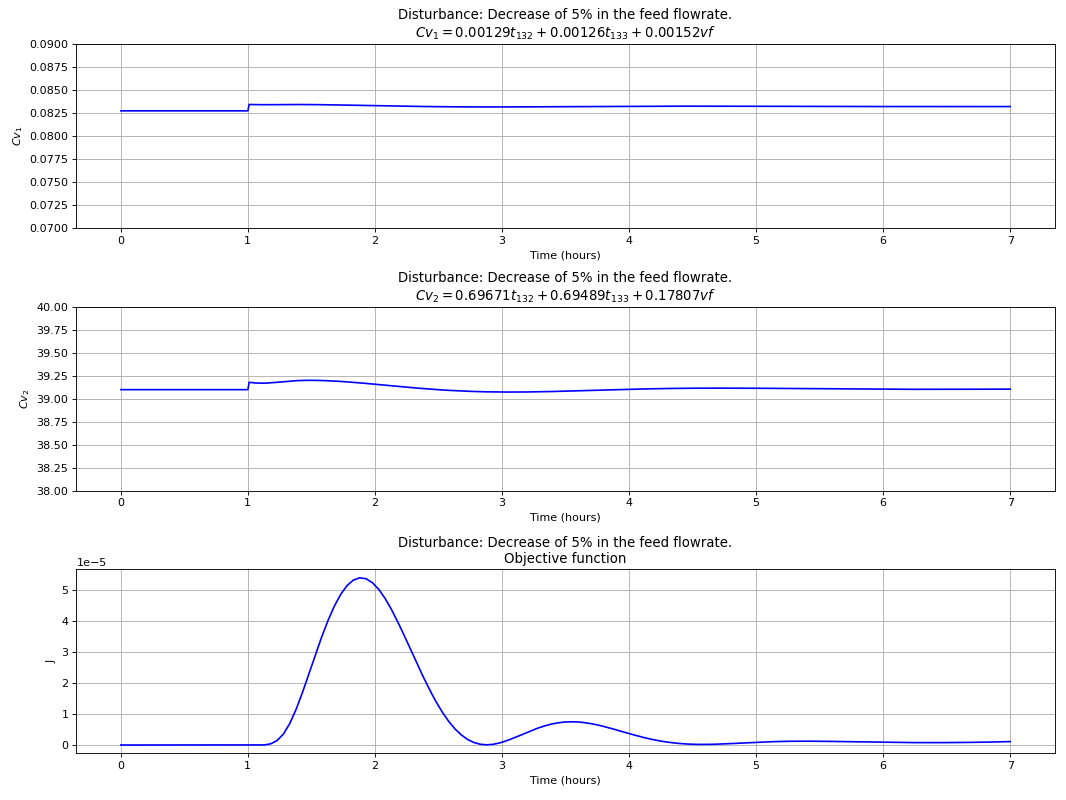 Disturbance: Decrease of 5% in the feed flowrate.
Cv₁ = 0.00129t₁₃₂ + 0.00126t₁₃₃ + 0.00152vf
0.0900
0.0875
0.0850
0.0825
0.0800
0.0775
0.0750
0.0725
0.0700
Cv₁
0 1 2 3 4 5 6 7
Time (hours)
Disturbance: Decrease of 5% in the feed flowrate.
Cv₂ = 0.69671t₁₃₂ + 0.69489t₁₃₃ + 0.17807vf
40.00
39.75
39.50
39.25
39.00
38.75
38.50
38.25
38.00
Cv₂
0 1 2 3 4 5 6 7
Time (hours)
Disturbance: Decrease of 5% in the feed flowrate.
Objective function
1e−5
5
4
3
2
1
0
J
0 1 2 3 4 5 6 7
Time (hours)